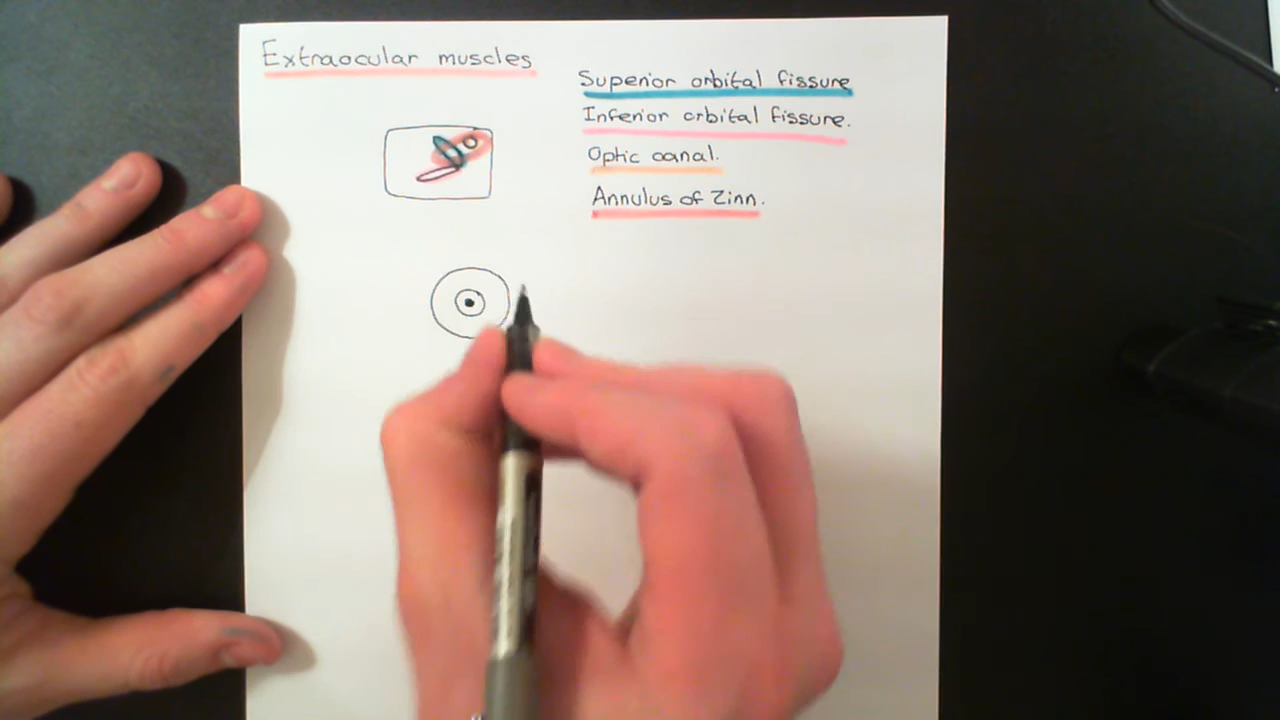 Extraocular muscles
Superior orbital fissure
Inferior orbital fissure.
Optic canal.
Annulus of Zinn.